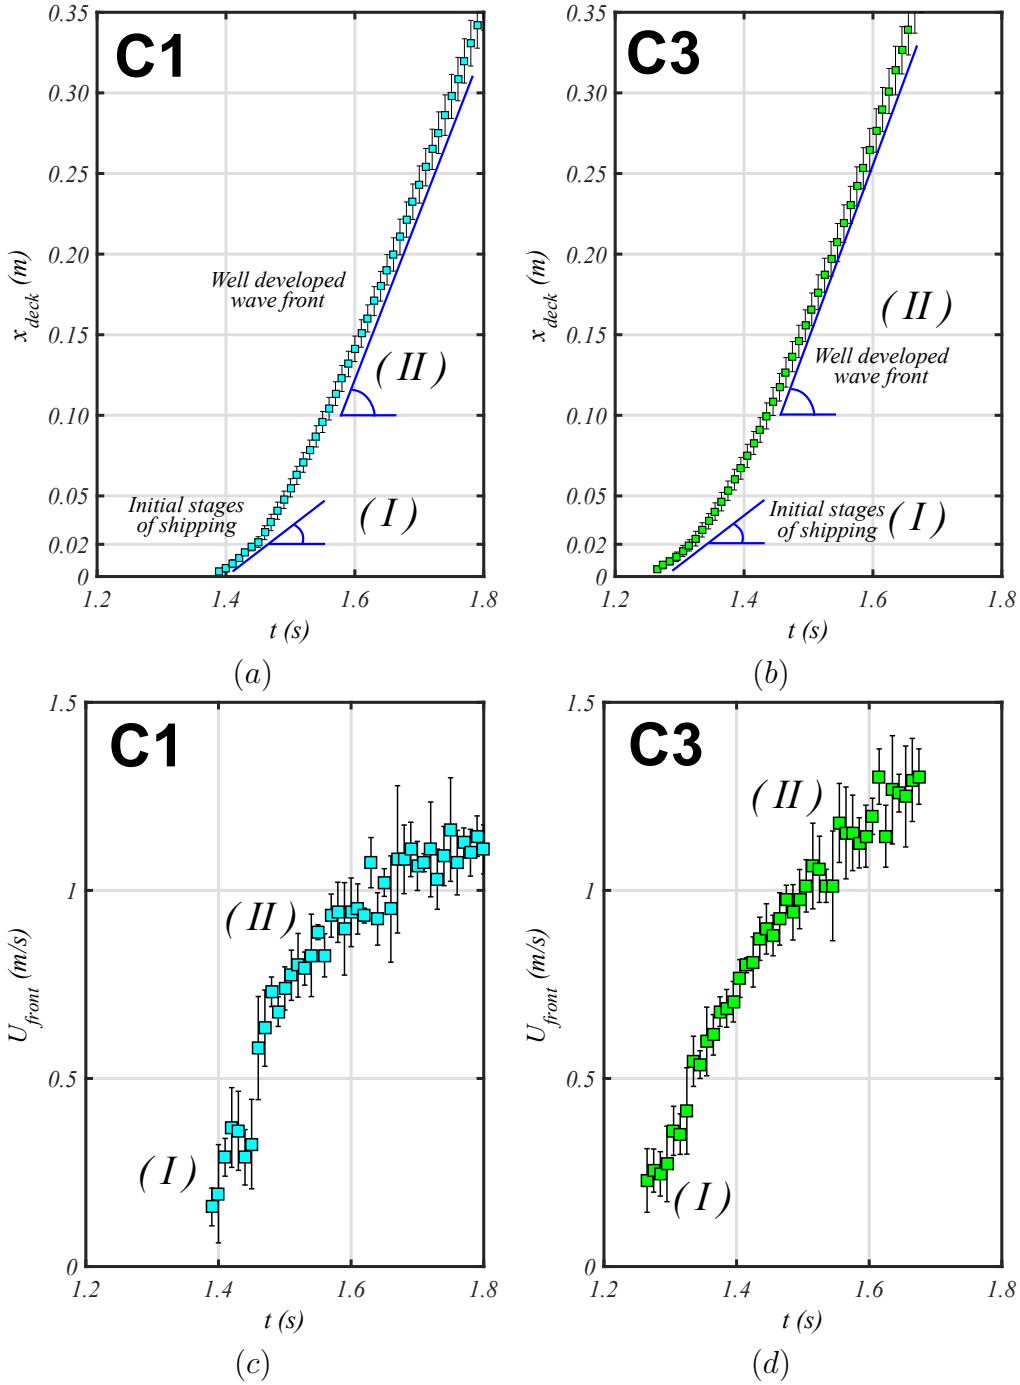 C1
0.35
0.30
0.25
0.20
0.15
0.10
0.05
0.02
0
x_deck (m)
Well developed
wave front
(II)
Initial stages
of shipping
(I)
1.2
1.4
1.6
1.8
t (s)
(a)
C3
0.35
0.30
0.25
0.20
0.15
0.10
0.05
0.02
0
x_deck (m)
(II)
Well developed
wave front
Initial stages
of shipping
(I)
1.2
1.4
1.6
1.8
t (s)
(b)
C1
1.5
1
0.5
0
U_front (m/s)
(II)
(I)
1.2
1.4
1.6
1.8
t (s)
(c)
C3
1.5
1
0.5
0
U_front (m/s)
(II)
(I)
1.2
1.4
1.6
1.8
t (s)
(d)